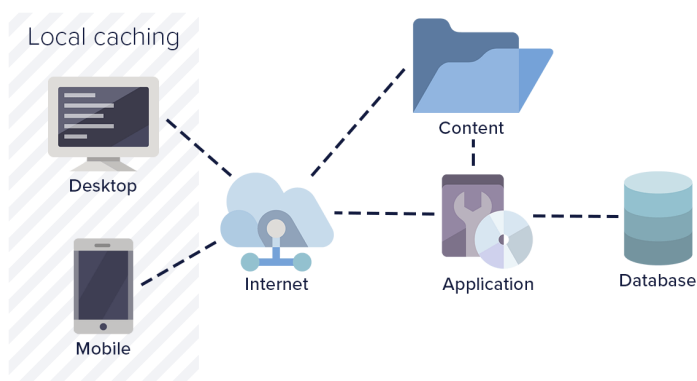 Local caching
Desktop
Mobile
Internet
Content
Application
Database